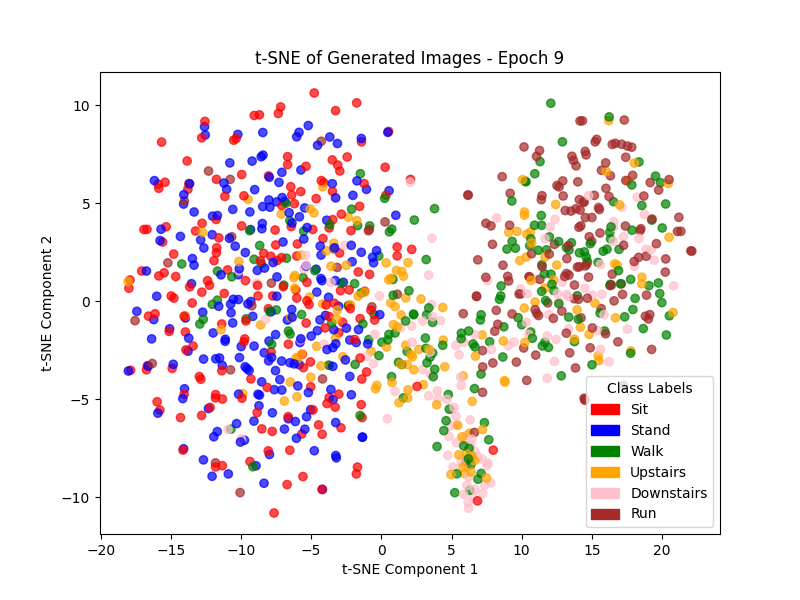 t-SNE of Generated Images - Epoch 9
t-SNE Component 2
10
5
0
−5
−10
−20
−15
−10
−5
0
5
10
15
20
t-SNE Component 1
Class Labels
Sit
Stand
Walk
Upstairs
Downstairs
Run